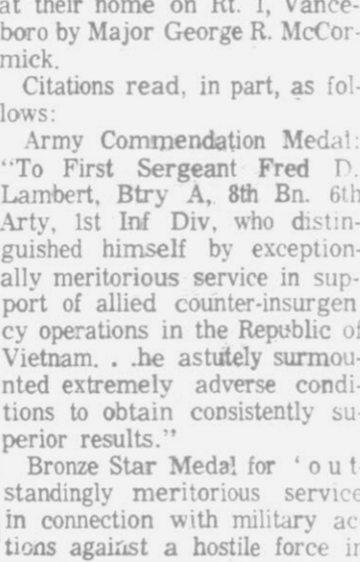 at their home on Rt. 1, Vance-
boro by Major George R. McCor-
mick.
Citations read, in part, as fol-
lows:
Army Commendation Medal:
"To First Sergeant Fred D.
Lambert, Btry A, 8th Bn. 6th
Arty, 1st Inf Div, who distin-
guished himself by exception-
ally meritorious service in sup-
port of allied counter-insurgen
cy operations in the Republic of
Vietnam. . .he astutely surmou-
nted extremely adverse condi-
tions to obtain consistently su-
perior results."
Bronze Star Medal for 'out
standingly meritorious service
in connection with military ac
tions against a hostile force in